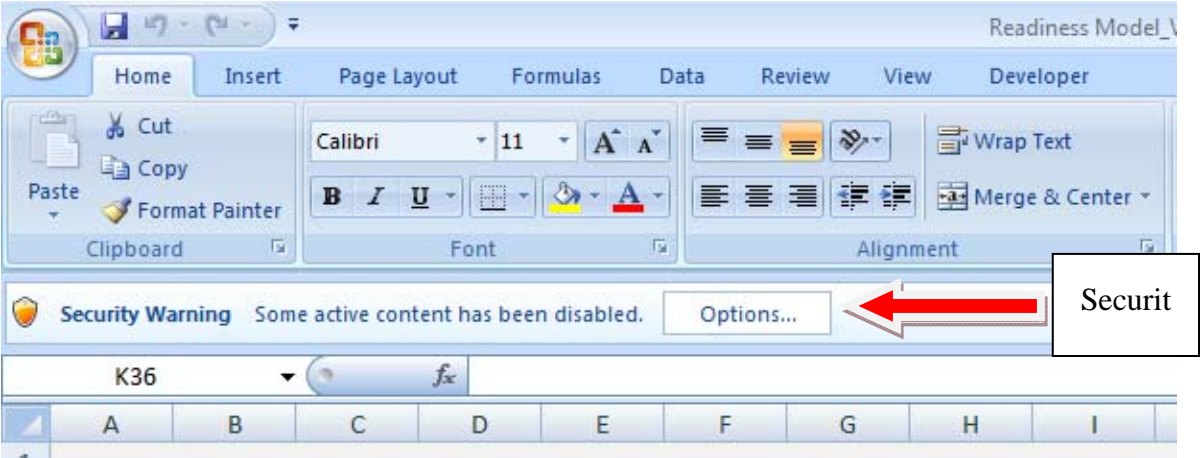 Readiness Model_V
Home Insert Page Layout Formulas Data Review View Developer
Cut
Calibri 11 A A Wrap Text
Copy
Paste
Format Painter B I U A Merge & Center
Clipboard Font Alignment
Security Warning Some active content has been disabled. Options... Securit
K36 fx
A B C D E F G H I